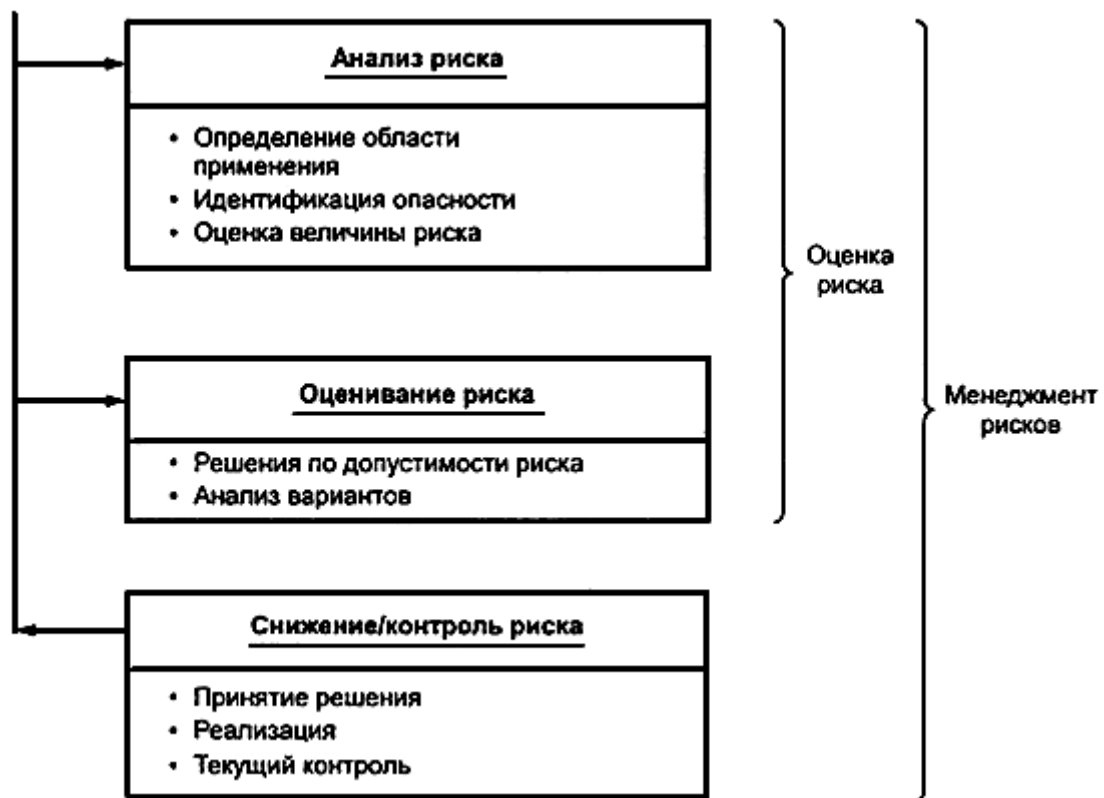 Анализ риска
• Определение области
применения
• Идентификация опасности
• Оценка величины риска
Оценка
риска
Оценивание риска
• Решения по допустимости риска
• Анализ вариантов
Менеджмент
рисков
Снижение/контроль риска
• Принятие решения
• Реализация
• Текущий контроль